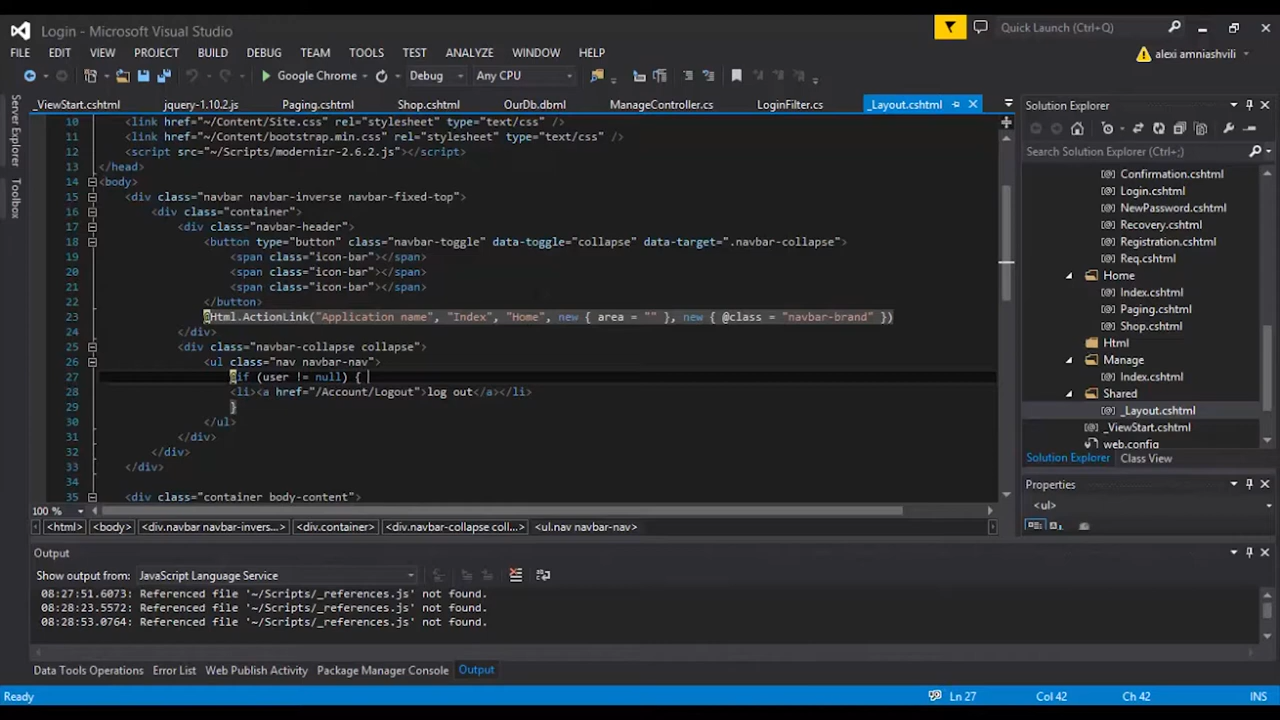 Login - Microsoft Visual Studio
Quick Launch (Ctrl+Q)
FILE EDIT VIEW PROJECT BUILD DEBUG TEAM TOOLS TEST ANALYZE WINDOW HELP
alexi amniashvili
Google Chrome Debug Any CPU
Server Explorer
Toolbox
_ViewStart.cshtml jquery-1.10.2.js Paging.cshtml Shop.cshtml OurDb.dbml ManageController.cs LoginFilter.cs _Layout.cshtml
10 <link href="~/Content/Site.css" rel="stylesheet" type="text/css" />
11 <link href="~/Content/bootstrap.min.css" rel="stylesheet" type="text/css" />
12 <script src="~/Scripts/modernizr-2.6.2.js"></script>
13 </head>
14 <body>
15 <div class="navbar navbar-inverse navbar-fixed-top">
16 <div class="container">
17 <div class="navbar-header">
18 <button type="button" class="navbar-toggle" data-toggle="collapse" data-target=".navbar-collapse">
19 <span class="icon-bar"></span>
20 <span class="icon-bar"></span>
21 <span class="icon-bar"></span>
22 </button>
23 @Html.ActionLink("Application name", "Index", "Home", new { area = "" }, new { @class = "navbar-brand" })
24 </div>
25 <div class="navbar-collapse collapse">
26 <ul class="nav navbar-nav">
27 @if (user != null) {
28 <li><a href="/Account/Logout">log out</a></li>
29 }
30 </ul>
31 </div>
32 </div>
33 </div>
34
35 <div class="container body-content">
100 %
<html> <body> <div.navbar navbar-invers...> <div.container> <div.navbar-collapse coll...> <ul.nav navbar-nav>
Solution Explorer
Search Solution Explorer (Ctrl+;)
Confirmation.cshtml
Login.cshtml
NewPassword.cshtml
Recovery.cshtml
Registration.cshtml
Req.cshtml
Home
Index.cshtml
Paging.cshtml
Shop.cshtml
Html
Manage
Index.cshtml
Shared
_Layout.cshtml
_ViewStart.cshtml
web.config
Solution Explorer Class View
Properties
<ul>
Output
Show output from: JavaScript Language Service
08:27:51.6073: Referenced file '~/Scripts/_references.js' not found.
08:28:23.5572: Referenced file '~/Scripts/_references.js' not found.
08:28:53.0764: Referenced file '~/Scripts/_references.js' not found.
Data Tools Operations Error List Web Publish Activity Package Manager Console Output
Ready Ln 27 Col 42 Ch 42 INS